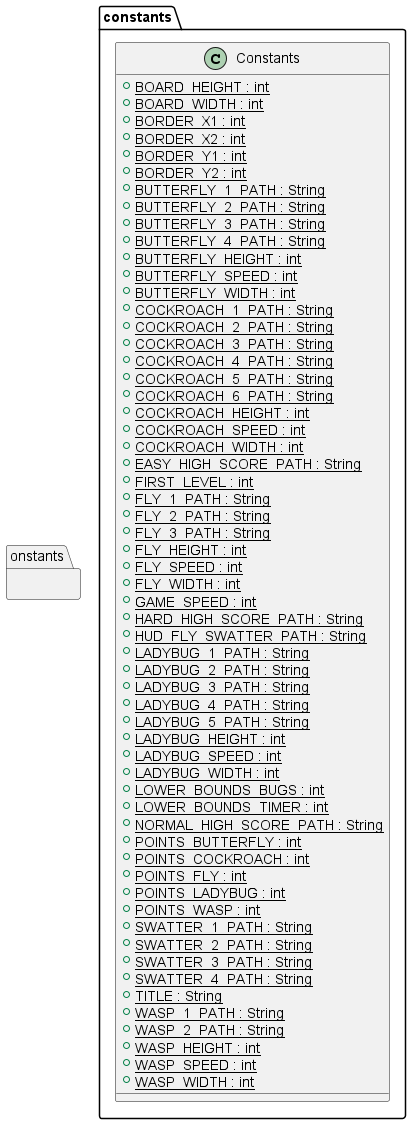 constants
C Constants
BOARD_HEIGHT : int
BOARD_WIDTH : int
BORDER_X1 : int
BORDER_X2 : int
BORDER_Y1 : int
BORDER_Y2 : int
BUTTERFLY_1_PATH : String
BUTTERFLY_2_PATH : String
BUTTERFLY_3_PATH : String
BUTTERFLY_4_PATH : String
BUTTERFLY_HEIGHT : int
BUTTERFLY_SPEED : int
BUTTERFLY_WIDTH : int
COCKROACH_1_PATH : String
COCKROACH_2_PATH : String
COCKROACH_3_PATH : String
COCKROACH_4_PATH : String
COCKROACH_5_PATH : String
COCKROACH_6_PATH : String
COCKROACH_HEIGHT : int
COCKROACH_SPEED : int
COCKROACH_WIDTH : int
EASY_HIGH_SCORE_PATH : String
FIRST_LEVEL : int
FLY_1_PATH : String
FLY_2_PATH : String
FLY_3_PATH : String
FLY_HEIGHT : int
FLY_SPEED : int
FLY_WIDTH : int
GAME_SPEED : int
HARD_HIGH_SCORE_PATH : String
HUD_FLY_SWATTER_PATH : String
LADYBUG_1_PATH : String
LADYBUG_2_PATH : String
LADYBUG_3_PATH : String
LADYBUG_4_PATH : String
LADYBUG_5_PATH : String
LADYBUG_HEIGHT : int
LADYBUG_SPEED : int
LADYBUG_WIDTH : int
LOWER_BOUNDS_BUGS : int
LOWER_BOUNDS_TIMER : int
NORMAL_HIGH_SCORE_PATH : String
POINTS_BUTTERFLY : int
POINTS_COCKROACH : int
POINTS_FLY : int
POINTS_LADYBUG : int
POINTS_WASP : int
SWATTER_1_PATH : String
SWATTER_2_PATH : String
SWATTER_3_PATH : String
SWATTER_4_PATH : String
TITLE : String
WASP_1_PATH : String
WASP_2_PATH : String
WASP_HEIGHT : int
WASP_SPEED : int
WASP_WIDTH : int
onstants